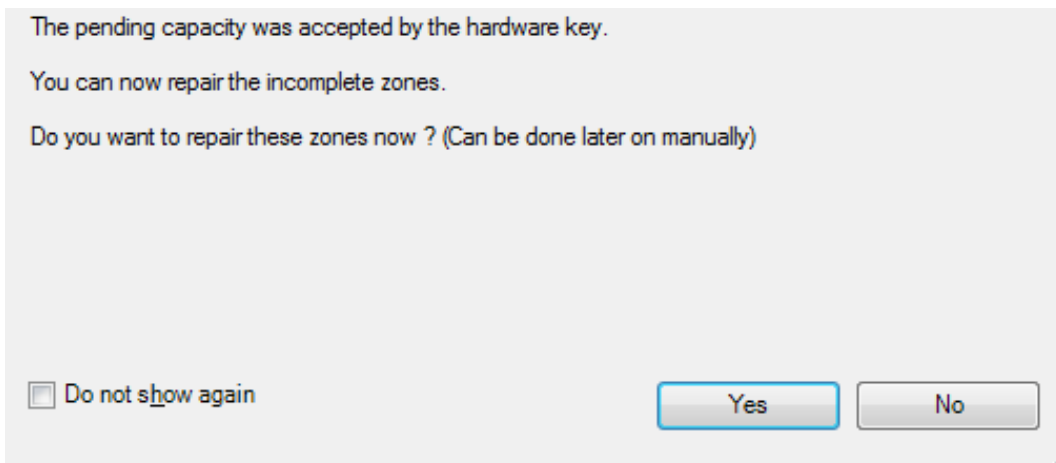 The pending capacity was accepted by the hardware key.
You can now repair the incomplete zones.
Do you want to repair these zones now ? (Can be done later on manually)
Do not show again
Yes
No